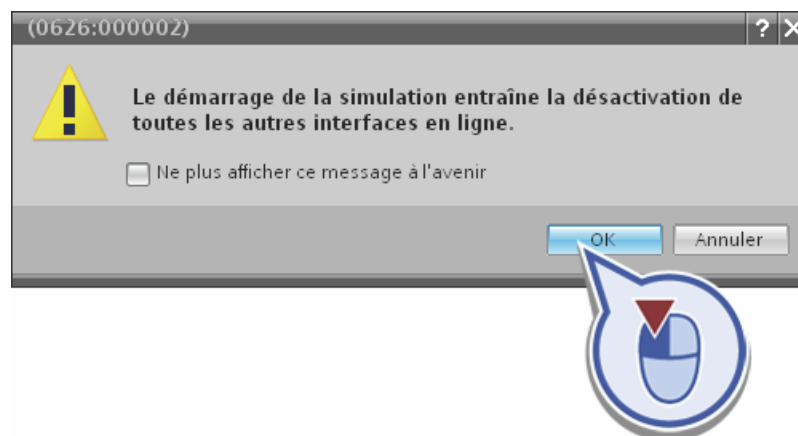 (0626:000002)
? X
Le démarrage de la simulation entraîne la désactivation de
toutes les autres interfaces en ligne.
Ne plus afficher ce message à l'avenir
OK Annuler